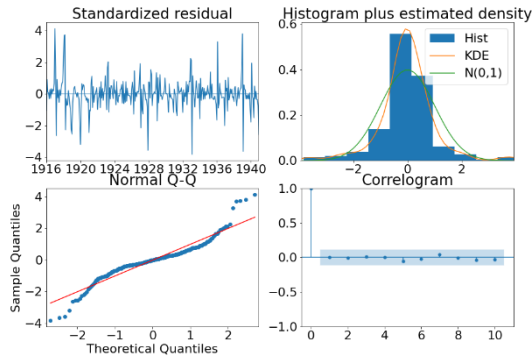 Standardized residual
4
2
0
−2
−4
1916 1918 1921 1924 1928 1932 1933 1936 1940
Histogram plus estimated density
Hist
KDE
N(0,1)
0.6
0.4
0.2
0.0
−2 0 2
Normal Q-Q
Sample Quantiles
4
2
0
−2
−4
−2 −1 0 1 2
Theoretical Quantiles
Correlogram
1.0
0.5
0.0
−0.5
−1.0
0 2 4 6 8 10